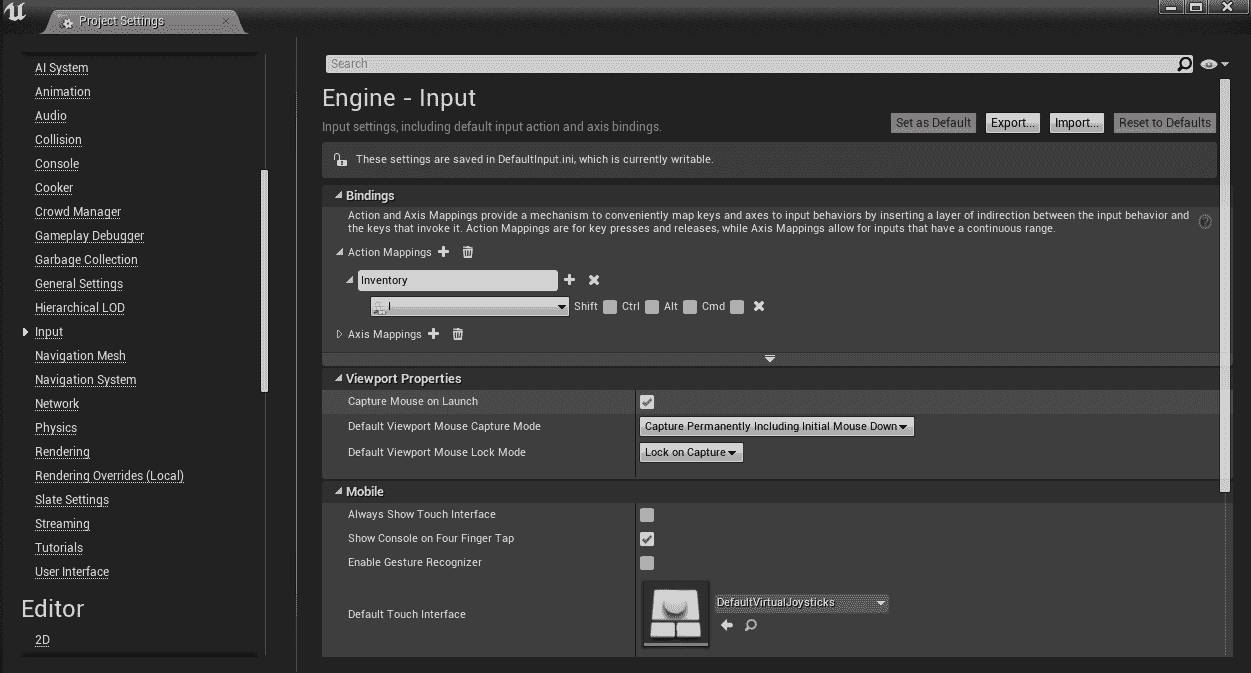 Project Settings
AI System
Animation
Audio
Collision
Console
Cooker
Crowd Manager
Gameplay Debugger
Garbage Collection
General Settings
Hierarchical LOD
Input
Navigation Mesh
Navigation System
Network
Physics
Rendering
Rendering Overrides (Local)
Slate Settings
Streaming
Tutorials
User Interface
Editor
2D
Search
Engine - Input
Input settings, including default input action and axis bindings.
Set as Default
Export...
Import...
Reset to Defaults
These settings are saved in DefaultInput.ini, which is currently writable.
Bindings
Action and Axis Mappings provide a mechanism to conveniently map keys and axes to input behaviors by inserting a layer of indirection between the input behavior and
the keys that invoke it. Action Mappings are for key presses and releases, while Axis Mappings allow for inputs that have a continuous range.
Action Mappings
Inventory
I Shift Ctrl Alt Cmd
Axis Mappings
Viewport Properties
Capture Mouse on Launch
Default Viewport Mouse Capture Mode Capture Permanently Including Initial Mouse Down
Default Viewport Mouse Lock Mode Lock on Capture
Mobile
Always Show Touch Interface
Show Console on Four Finger Tap
Enable Gesture Recognizer
Default Touch Interface DefaultVirtualJoysticks